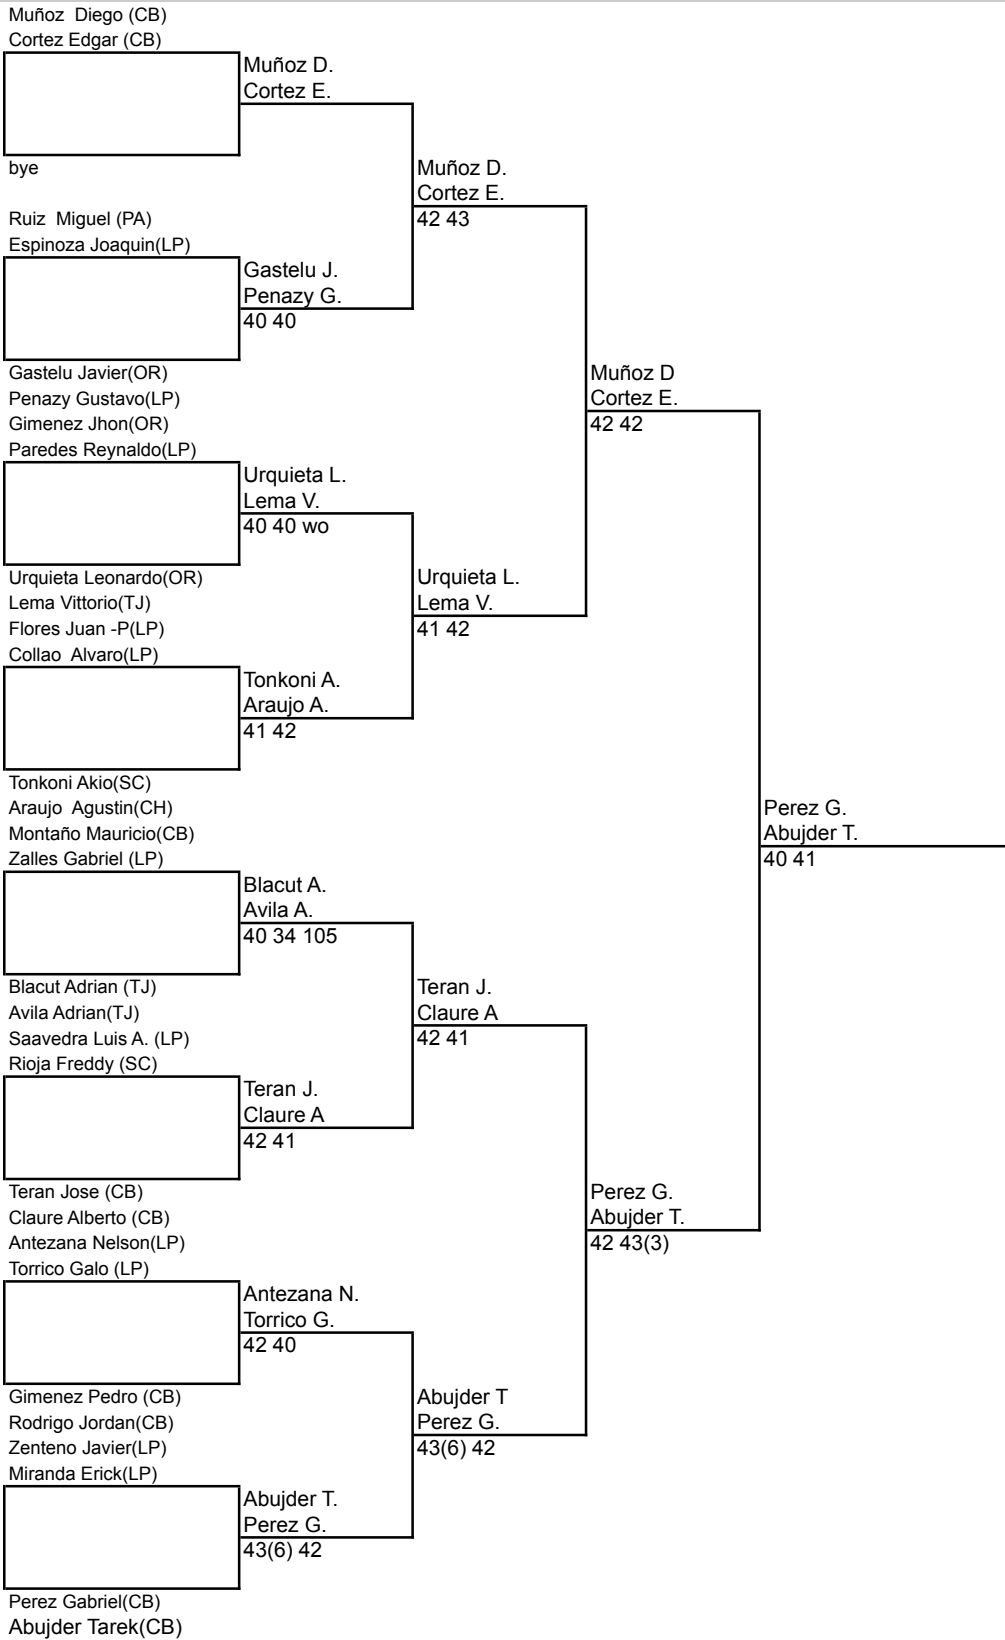 Muñoz  Diego (CB)
Cortez Edgar (CB)
Muñoz D.
Cortez E.
bye
Muñoz D.
Cortez E.
42 43
Ruiz  Miguel (PA)
Espinoza Joaquin(LP)
Gastelu J.
Penazy G.
40 40
Gastelu Javier(OR)
Penazy Gustavo(LP)
Muñoz D
Cortez E.
42 42
Gimenez Jhon(OR)
Paredes Reynaldo(LP)
Urquieta L.
Lema V.
40 40 wo
Urquieta Leonardo(OR)
Lema Vittorio(TJ)
Urquieta L.
Lema V.
41 42
Flores Juan -P(LP)
Collao  Alvaro(LP)
Tonkoni A.
Araujo A.
41 42
Tonkoni Akio(SC)
Araujo  Agustin(CH)
Perez G.
Abujder T.
40 41
Montaño Mauricio(CB)
Zalles Gabriel (LP)
Blacut A.
Avila A.
40 34 105
Blacut Adrian (TJ)
Avila Adrian(TJ)
Teran J.
Claure A
42 41
Saavedra Luis A. (LP)
Rioja Freddy (SC)
Teran J.
Claure A
42 41
Teran Jose (CB)
Claure Alberto (CB)
Perez G.
Abujder T.
42 43(3)
Antezana Nelson(LP)
Torrico Galo (LP)
Antezana N.
Torrico G.
42 40
Gimenez Pedro (CB)
Rodrigo Jordan(CB)
Abujder T
Perez G.
43(6) 42
Zenteno Javier(LP)
Miranda Erick(LP)
Abujder T.
Perez G.
43(6) 42
Perez Gabriel(CB)
Abujder Tarek(CB)